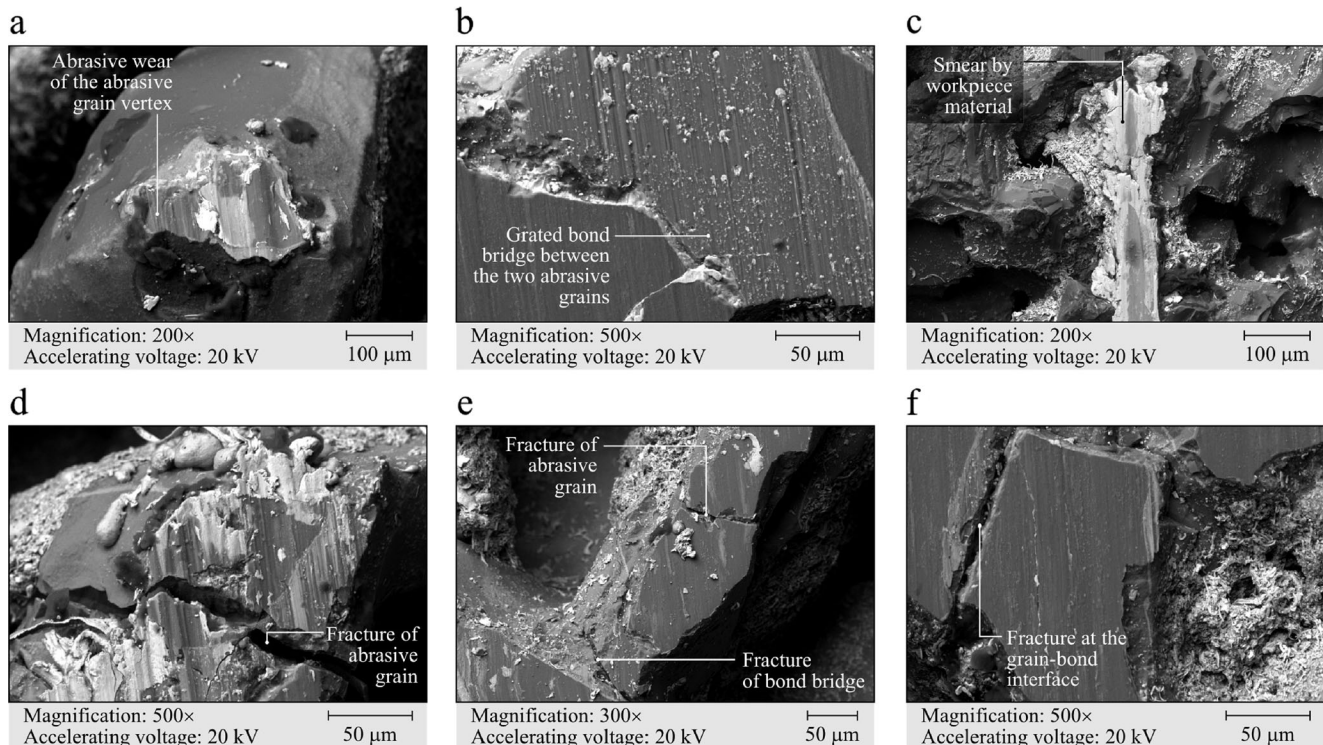 a
Abrasive wear
of the abrasive
grain vertex
Magnification: 200×
Accelerating voltage: 20 kV
100 μm
b
Grated bond
bridge between
the two abrasive
grains
Magnification: 500×
Accelerating voltage: 20 kV
50 μm
c
Smear by
workpiece
material
Magnification: 200×
Accelerating voltage: 20 kV
100 μm
d
Fracture of
abrasive
grain
Magnification: 500×
Accelerating voltage: 20 kV
50 μm
e
Fracture of
abrasive
grain
Fracture
of bond bridge
Magnification: 300×
Accelerating voltage: 20 kV
50 μm
f
Fracture at the
grain-bond
interface
Magnification: 500×
Accelerating voltage: 20 kV
50 μm